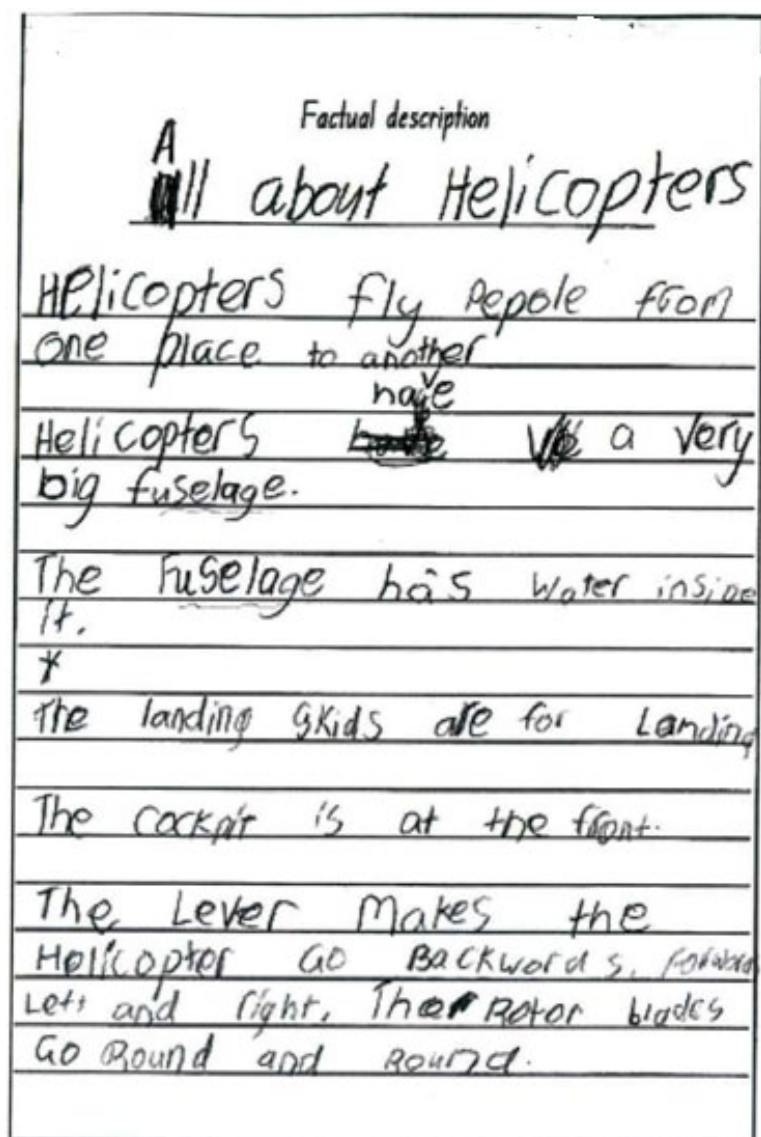 Factual description
All about Helicopters
Helicopters fly Pepole from
one place to another
have
Helicopters a very
big fuselage.
The Fuselage has Water inside
it.
*
The landing skids are for Landing
The cockpit is at the front.
The Lever Makes the
Helicopter Go Backwords, Forwords
Left and right. The Rotor blades
Go Round and Round.